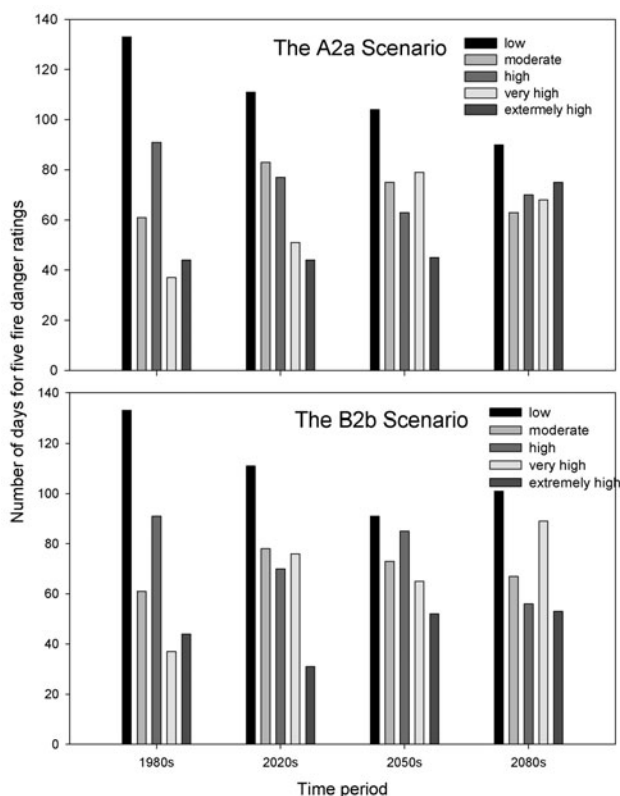 Number of days for five fire danger ratings
The A2a Scenario
low
moderate
high
very high
extermely high
140
120
100
80
60
40
20
0
The B2b Scenario
low
moderate
high
very high
extremely high
140
120
100
80
60
40
20
0
1980s 2020s 2050s 2080s
Time period